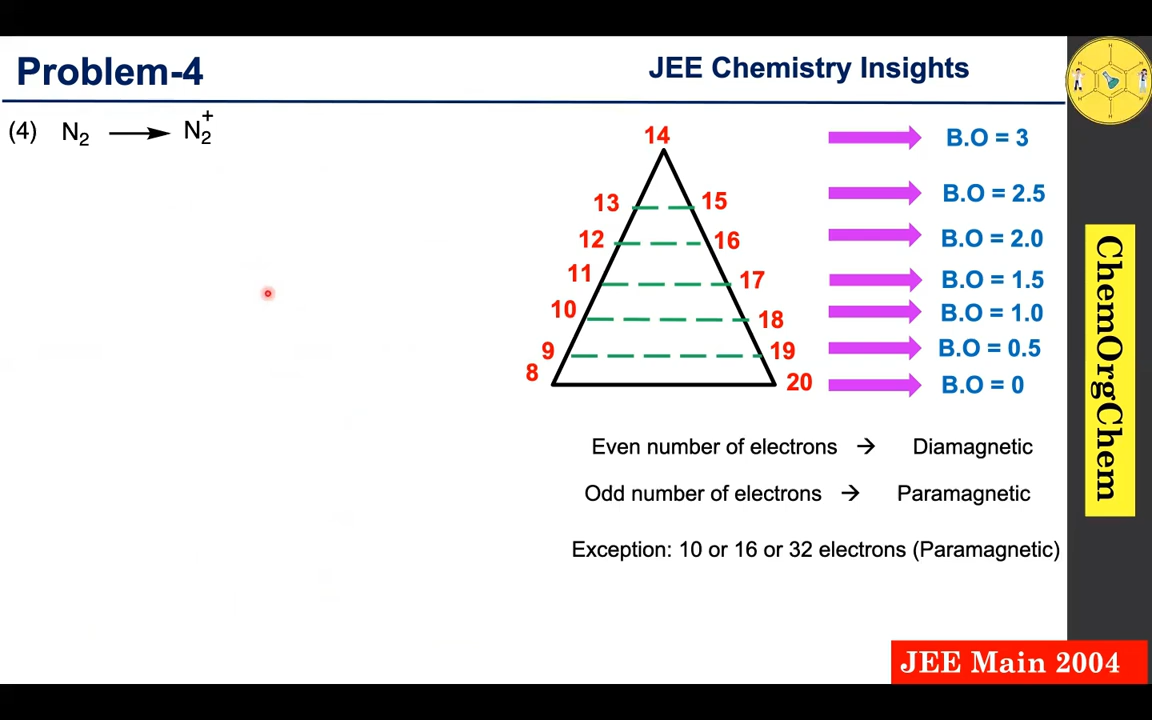 Problem-4
JEE Chemistry Insights
(4) N₂ ⟶ N₂⁺
14
B.O = 3
13
15
B.O = 2.5
12
16
B.O = 2.0
11
17
B.O = 1.5
10
18
B.O = 1.0
9
19
B.O = 0.5
8
20
B.O = 0
Even number of electrons → Diamagnetic
Odd number of electrons → Paramagnetic
Exception: 10 or 16 or 32 electrons (Paramagnetic)
ChemOrgChem
JEE Main 2004